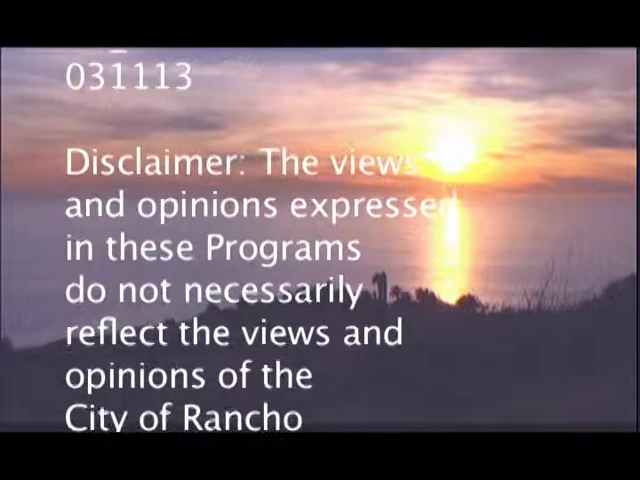 031113
Disclaimer: The views
and opinions expressed
in these Programs
do not necessarily
reflect the views and
opinions of the
City of Rancho